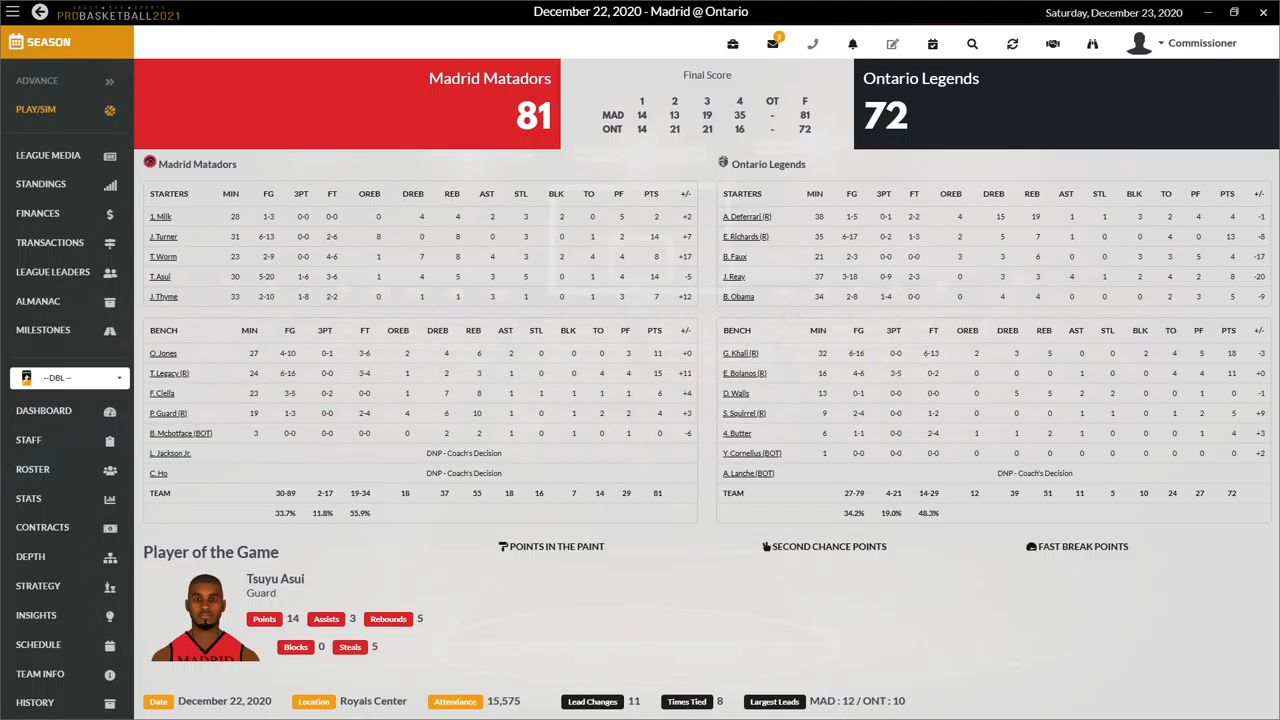 DRAFT DAY SPORTS
PROBASKETBALL2021
December 22, 2020 - Madrid @ Ontario
Saturday, December 23, 2020
SEASON
3
Commissioner
ADVANCE
PLAY/SIM
LEAGUE MEDIA
STANDINGS
FINANCES
TRANSACTIONS
LEAGUE LEADERS
ALMANAC
MILESTONES
--DBL --
DASHBOARD
STAFF
ROSTER
STATS
CONTRACTS
DEPTH
STRATEGY
INSIGHTS
SCHEDULE
TEAM INFO
HISTORY
Madrid Matadors
81
Final Score
1 2 3 4 OT F
MAD 14 13 19 35 - 81
ONT 14 21 21 16 - 72
Ontario Legends
72
Madrid Matadors
STARTERS MIN FG 3PT FT OREB DREB REB AST STL BLK TO PF PTS +/-
1. Milk 28 1-3 0-0 0-0 0 4 4 2 3 2 0 5 2 +2
J. Turner 31 6-13 0-0 2-6 8 0 8 0 3 0 1 2 14 +7
T. Worm 23 2-9 0-0 4-6 1 7 8 4 3 2 4 4 8 +17
T. Asui 30 5-20 1-6 3-6 1 4 5 3 5 0 1 4 14 -5
J. Thyme 33 2-10 1-8 2-2 0 1 1 3 1 0 1 3 7 +12
BENCH MIN FG 3PT FT OREB DREB REB AST STL BLK TO PF PTS +/-
O. Jones 27 4-10 0-1 3-6 2 4 6 2 0 0 0 3 11 +0
T. Legacy (R) 24 6-16 0-0 3-4 1 2 3 1 0 0 4 4 15 +11
F. Ciella 23 3-5 0-2 0-0 1 7 8 1 1 1 1 1 6 +4
P. Guard (R) 19 1-3 0-0 2-4 4 6 10 1 0 1 2 2 4 +3
B. Mcbotface (BOT) 3 0-0 0-0 0-0 0 2 2 1 0 1 0 1 0 -6
L. Jackson Jr. DNP - Coach's Decision
C. Ho DNP - Coach's Decision
TEAM 30-89 2-17 19-34 18 37 55 18 16 7 14 29 81
33.7% 11.8% 55.9%
Ontario Legends
STARTERS MIN FG 3PT FT OREB DREB REB AST STL BLK TO PF PTS +/-
A. Deferrari (R) 38 1-5 0-1 2-2 4 15 19 1 1 3 2 4 4 -1
E. Richards (R) 35 6-17 0-2 1-3 2 5 7 1 0 0 4 0 13 -8
B. Faux 21 2-3 0-0 0-0 3 3 6 0 0 3 3 5 4 -17
J. Reay 37 3-18 0-9 2-3 0 3 3 4 1 2 4 2 8 -20
B. Obama 34 2-8 1-4 0-0 0 4 4 0 0 0 2 3 5 -9
BENCH MIN FG 3PT FT OREB DREB REB AST STL BLK TO PF PTS +/-
G. Khali (R) 32 6-16 0-0 6-13 2 3 5 1 0 2 4 5 18 -3
E. Bolanos (R) 16 4-6 3-5 0-2 0 0 0 1 0 0 3 4 11 +0
D. Walls 13 0-1 0-0 0-0 0 5 5 2 2 0 1 0 0 -1
S. Squirrel (R) 9 2-4 0-0 1-2 0 0 0 1 1 0 1 2 5 +9
4. Butter 6 1-1 0-0 2-4 1 1 2 1 0 0 0 1 4 +3
Y. Cornelius (BOT) 1 0-0 0-0 0-0 0 0 0 0 0 0 0 0 0 +2
A. Lanche (BOT) DNP - Coach's Decision
TEAM 27-79 4-21 14-29 12 39 51 11 5 10 24 27 72
34.2% 19.0% 48.3%
Player of the Game
POINTS IN THE PAINT
SECOND CHANCE POINTS
FAST BREAK POINTS
Tsuyu Asui
Guard
Points 14 Assists 3 Rebounds 5
Blocks 0 Steals 5
MADRID
Date December 22, 2020 Location Royals Center Attendance 15,575 Lead Changes 11 Times Tied 8 Largest Leads MAD : 12 / ONT : 10